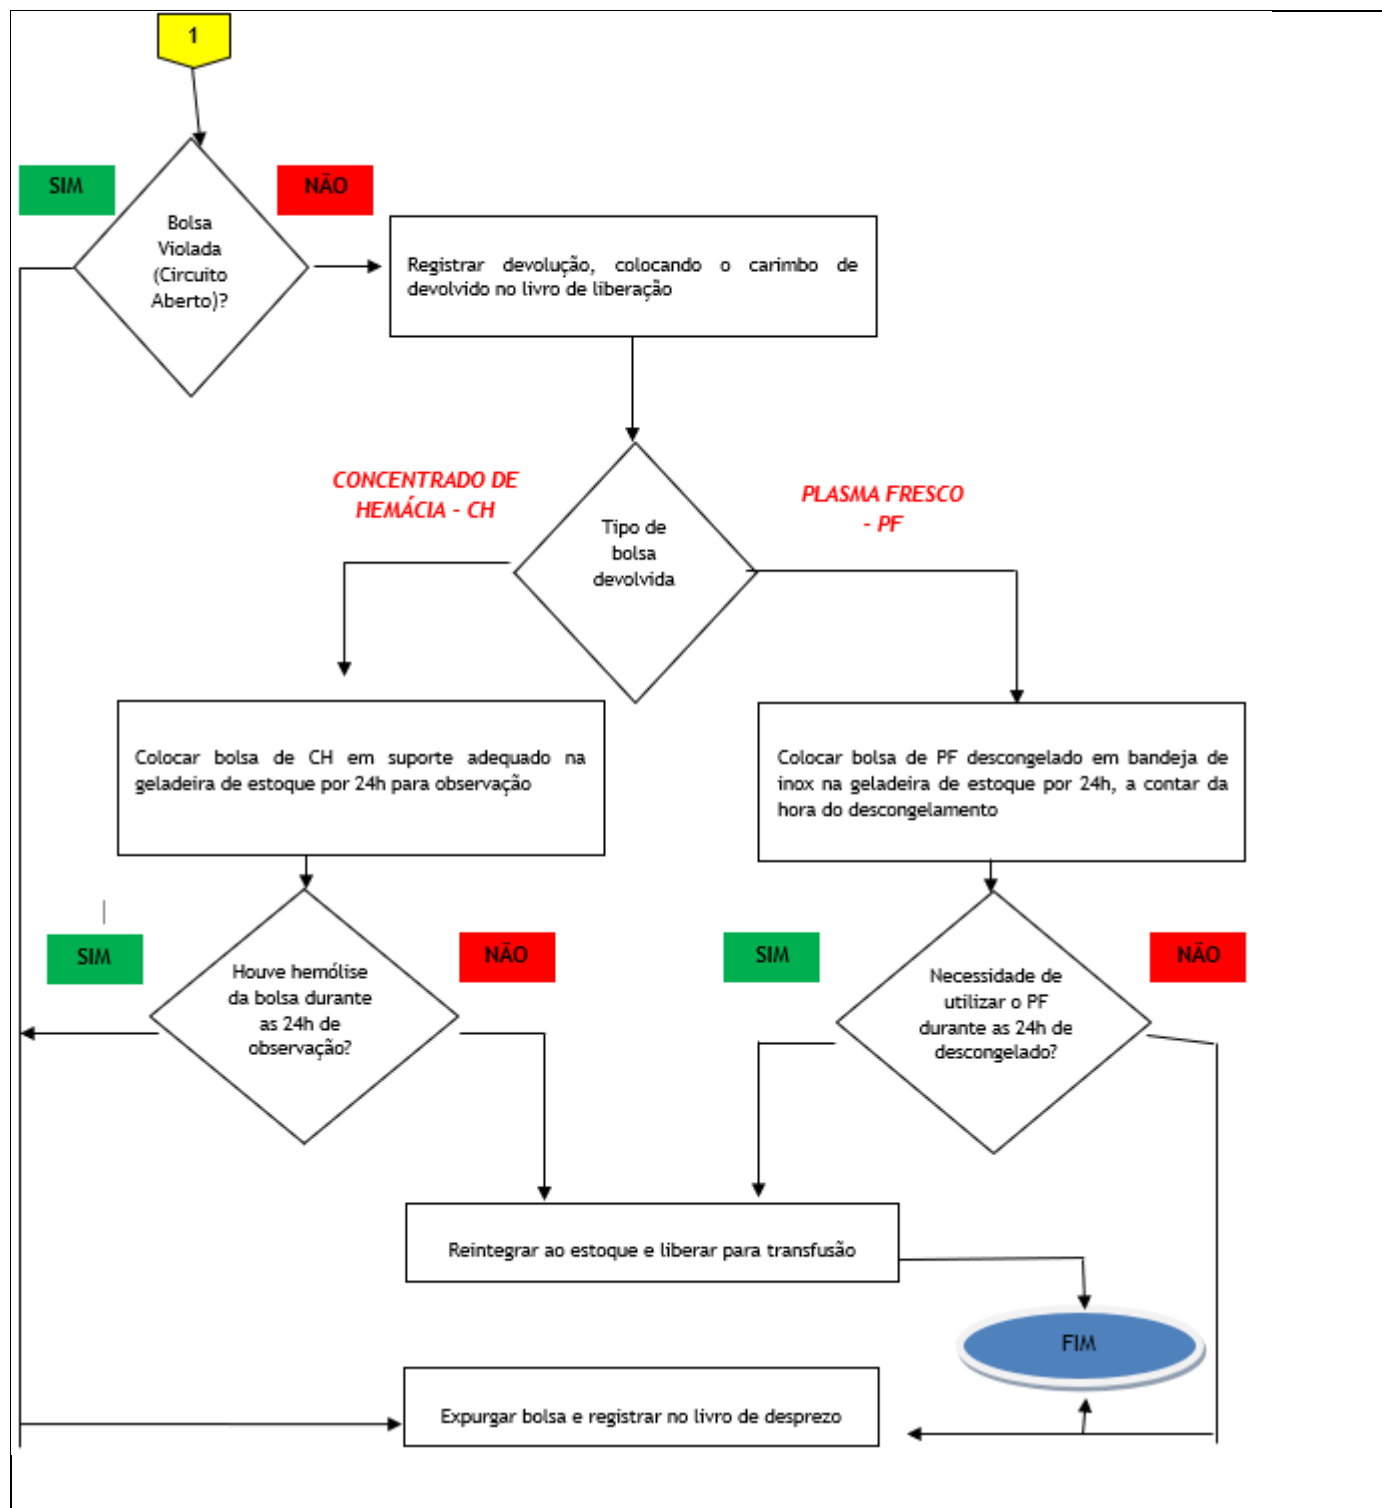 1
SIM
NÃO
Bolsa
Violada
(Circuito
Aberto)?
Registrar devolução, colocando o carimbo de
devolvido no livro de liberação
CONCENTRADO DE
HEMÁCIA - CH
PLASMA FRESCO
- PF
Tipo de
bolsa
devolvida
Colocar bolsa de CH em suporte adequado na
geladeira de estoque por 24h para observação
Colocar bolsa de PF descongelado em bandeja de
inox na geladeira de estoque por 24h, a contar da
hora do descongelamento
SIM
NÃO
Houve hemólise
da bolsa durante
as 24h de
observação?
SIM
NÃO
Necessidade de
utilizar o PF
durante as 24h de
descongelado?
Reintegrar ao estoque e liberar para transfusão
FIM
Expurgar bolsa e registrar no livro de desprezo